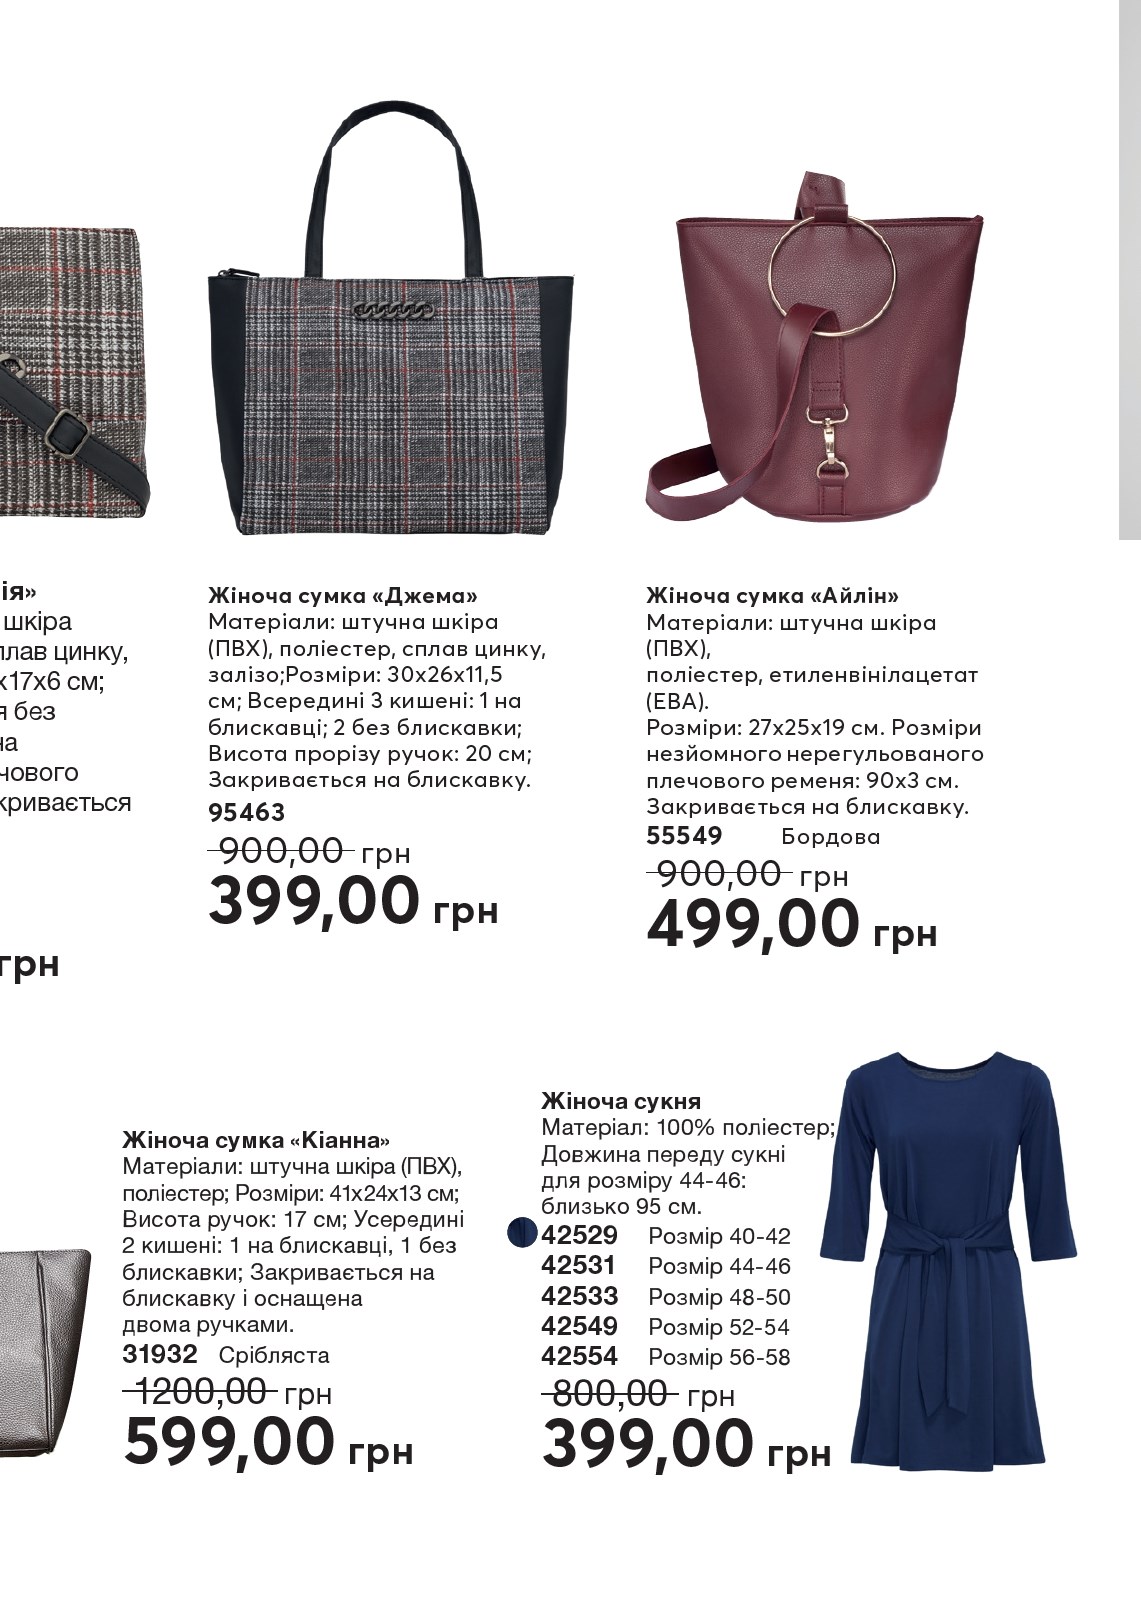 ія»
шкіра
плав цинку,
х17х6 см;
я без
на
чового
кривається
грн
Жіноча сумка «Джема»
Матеріали: штучна шкіра
(ПВХ), поліестер, сплав цинку,
залізо;Розміри: 30х26х11,5
см; Всередині 3 кишені: 1 на
блискавці; 2 без блискавки;
Висота прорізу ручок: 20 см;
Закривається на блискавку.
95463
900,00 грн
399,00 грн
Жіноча сумка «Айлін»
Матеріали: штучна шкіра
(ПВХ),
поліестер, етиленвінілацетат
(ЕВА).
Розміри: 27х25х19 см. Розміри
незйомного нерегульованого
плечового ременя: 90х3 см.
Закривається на блискавку.
55549 Бордова
900,00 грн
499,00 грн
Жіноча сумка «Кіанна»
Матеріали: штучна шкіра (ПВХ),
поліестер; Розміри: 41х24х13 см;
Висота ручок: 17 см; Усередині
2 кишені: 1 на блискавці, 1 без
блискавки; Закривається на
блискавку і оснащена
двома ручками.
31932 Срібляста
1200,00 грн
599,00 грн
Жіноча сукня
Матеріал: 100% поліестер;
Довжина переду сукні
для розміру 44-46:
близько 95 см.
42529 Розмір 40-42
42531 Розмір 44-46
42533 Розмір 48-50
42549 Розмір 52-54
42554 Розмір 56-58
800,00 грн
399,00 грн